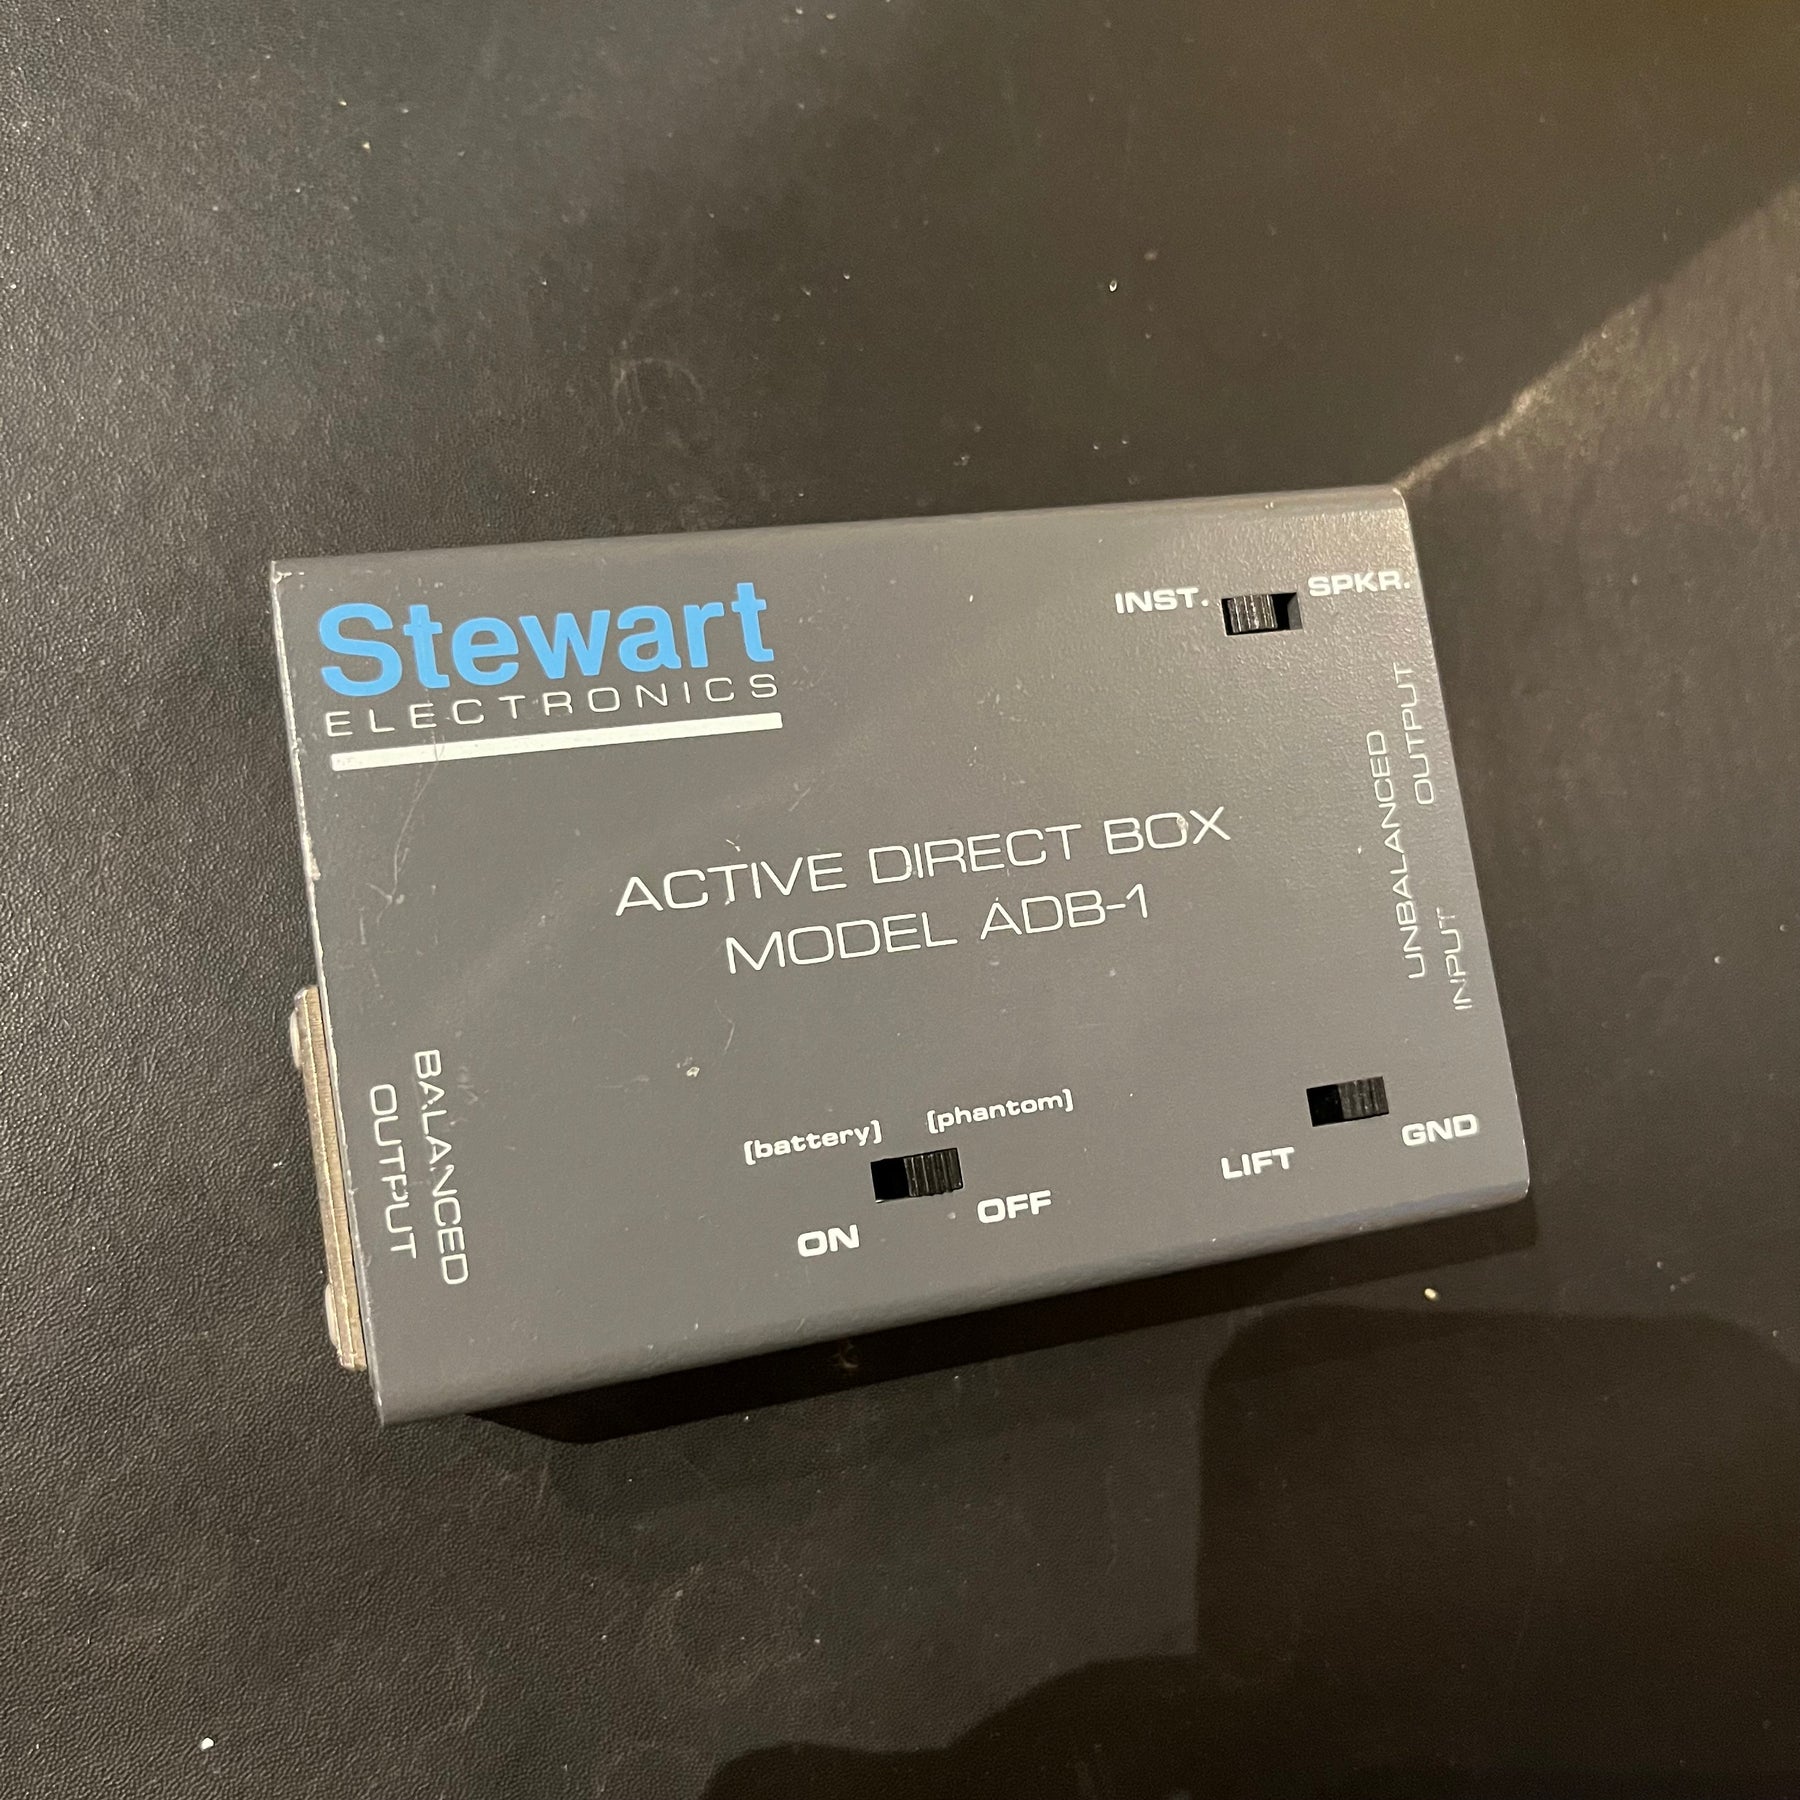 Stewart
ELECTRONICS
INST.
SPKR.
ACTIVE DIRECT BOX
MODEL ADB-1
UNBALANCED
INPUT OUTPUT
BALANCED
OUTPUT
[battery] [phantom]
ON OFF
LIFT GND